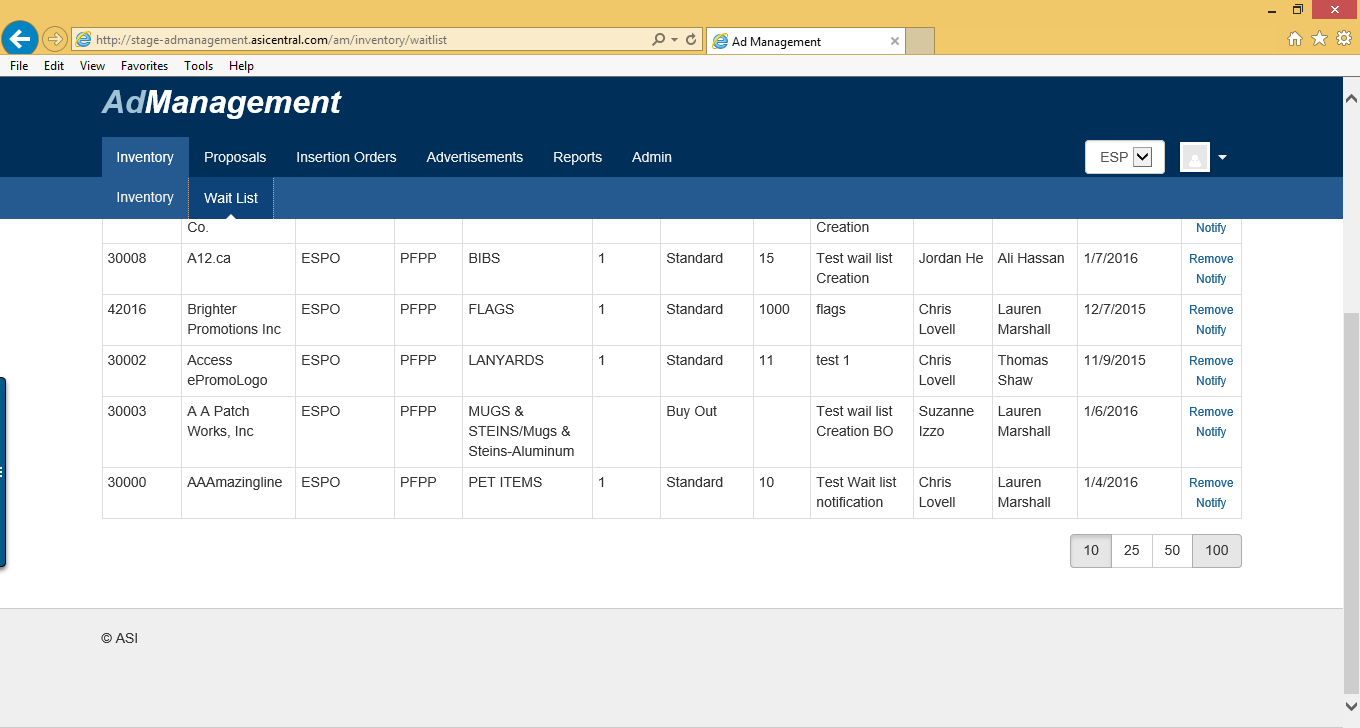 http://stage-admanagement.asicentral.com/am/inventory/waitlist
Ad Management
File Edit View Favorites Tools Help
AdManagement
Inventory Proposals Insertion Orders Advertisements Reports Admin ESP
Inventory Wait List
Co. Creation Notify
30008 A12.ca ESPO PFPP BIBS 1 Standard 15 Test wail list Jordan He Ali Hassan 1/7/2016 Remove
Creation Notify
42016 Brighter ESPO PFPP FLAGS 1 Standard 1000 flags Chris Lauren 12/7/2015 Remove
Promotions Inc Lovell Marshall Notify
30002 Access ESPO PFPP LANYARDS 1 Standard 11 test 1 Chris Thomas 11/9/2015 Remove
ePromoLogo Lovell Shaw Notify
30003 A A Patch ESPO PFPP MUGS & Buy Out Test wail list Suzanne Lauren 1/6/2016 Remove
Works, Inc STEINS/Mugs & Creation BO Izzo Marshall Notify
Steins-Aluminum
30000 AAAmazingline ESPO PFPP PET ITEMS 1 Standard 10 Test Wait list Chris Lauren 1/4/2016 Remove
notification Lovell Marshall Notify
10 25 50 100
© ASI